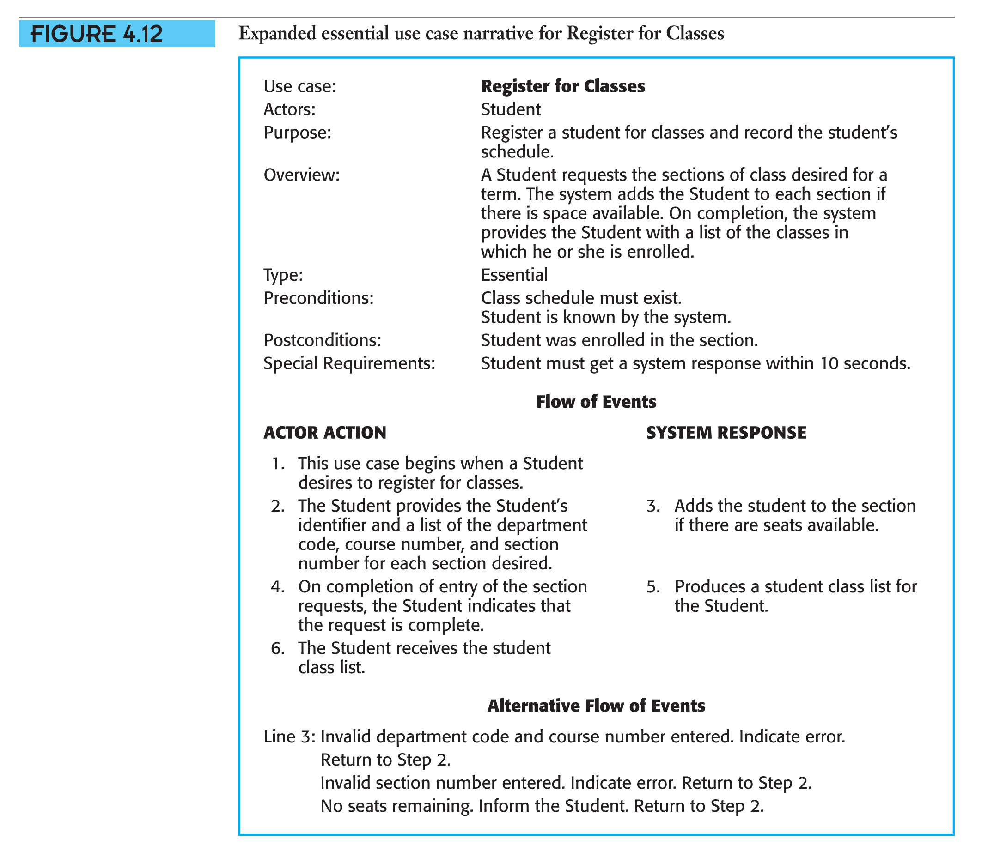 FIGURE 4.12
Expanded essential use case narrative for Register for Classes
Use case: Register for Classes
Actors: Student
Purpose: Register a student for classes and record the student's
schedule.
Overview: A Student requests the sections of class desired for a
term. The system adds the Student to each section if
there is space available. On completion, the system
provides the Student with a list of the classes in
which he or she is enrolled.
Type: Essential
Preconditions: Class schedule must exist.
Student is known by the system.
Postconditions: Student was enrolled in the section.
Special Requirements: Student must get a system response within 10 seconds.
Flow of Events
ACTOR ACTION
SYSTEM RESPONSE
1. This use case begins when a Student
desires to register for classes.
2. The Student provides the Student's
identifier and a list of the department
code, course number, and section
number for each section desired.
3. Adds the student to the section
if there are seats available.
4. On completion of entry of the section
requests, the Student indicates that
the request is complete.
5. Produces a student class list for
the Student.
6. The Student receives the student
class list.
Alternative Flow of Events
Line 3: Invalid department code and course number entered. Indicate error.
Return to Step 2.
Invalid section number entered. Indicate error. Return to Step 2.
No seats remaining. Inform the Student. Return to Step 2.